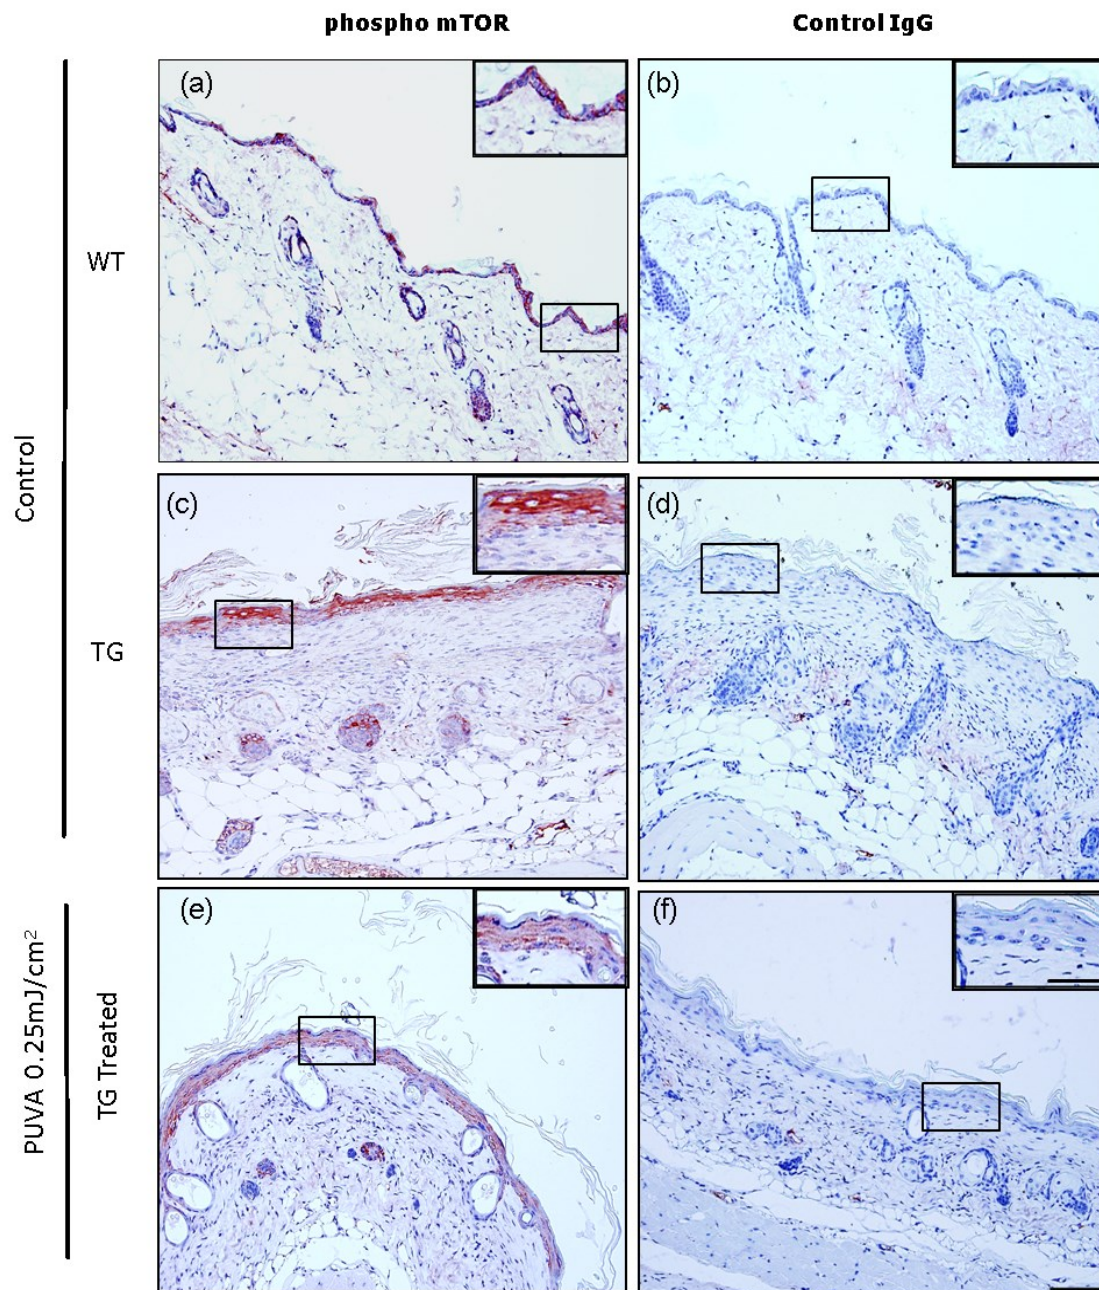 phospho mTOR
Control IgG
(a)
(b)
WT
Control
(c)
(d)
TG
(e)
(f)
PUVA 0.25mJ/cm²
TG Treated